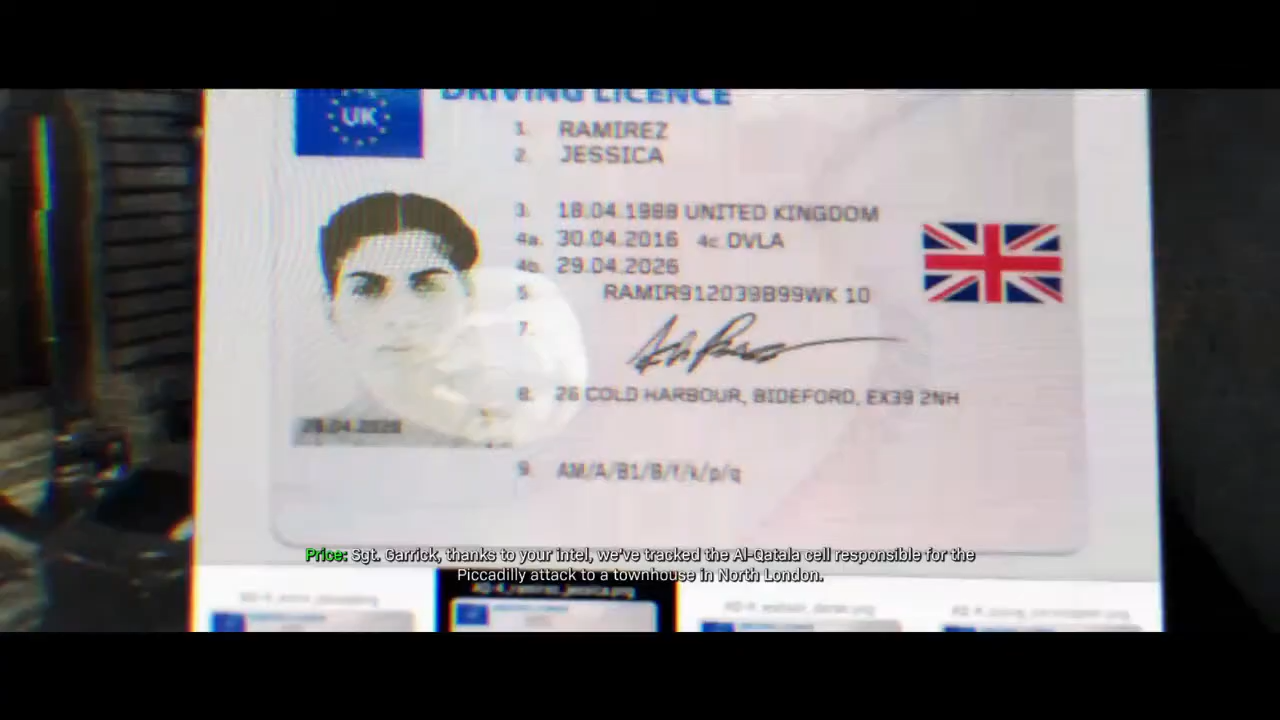 UK
DRIVING LICENCE
1. RAMIREZ
2. JESSICA
3. 18.04.1988 UNITED KINGDOM
4a. 30.04.2016 4c DVLA
4b. 29.04.2026
5. RAMIR912039B99WK 10
7.
8. 26 COLD HARBOUR, BIDEFORD, EX39 2NH
9. AM/A/B1/B/f/k/p/q
Price: Sgt. Garrick, thanks to your intel, we've tracked the Al-Qatala cell responsible for the
Piccadilly attack to a townhouse in North London.